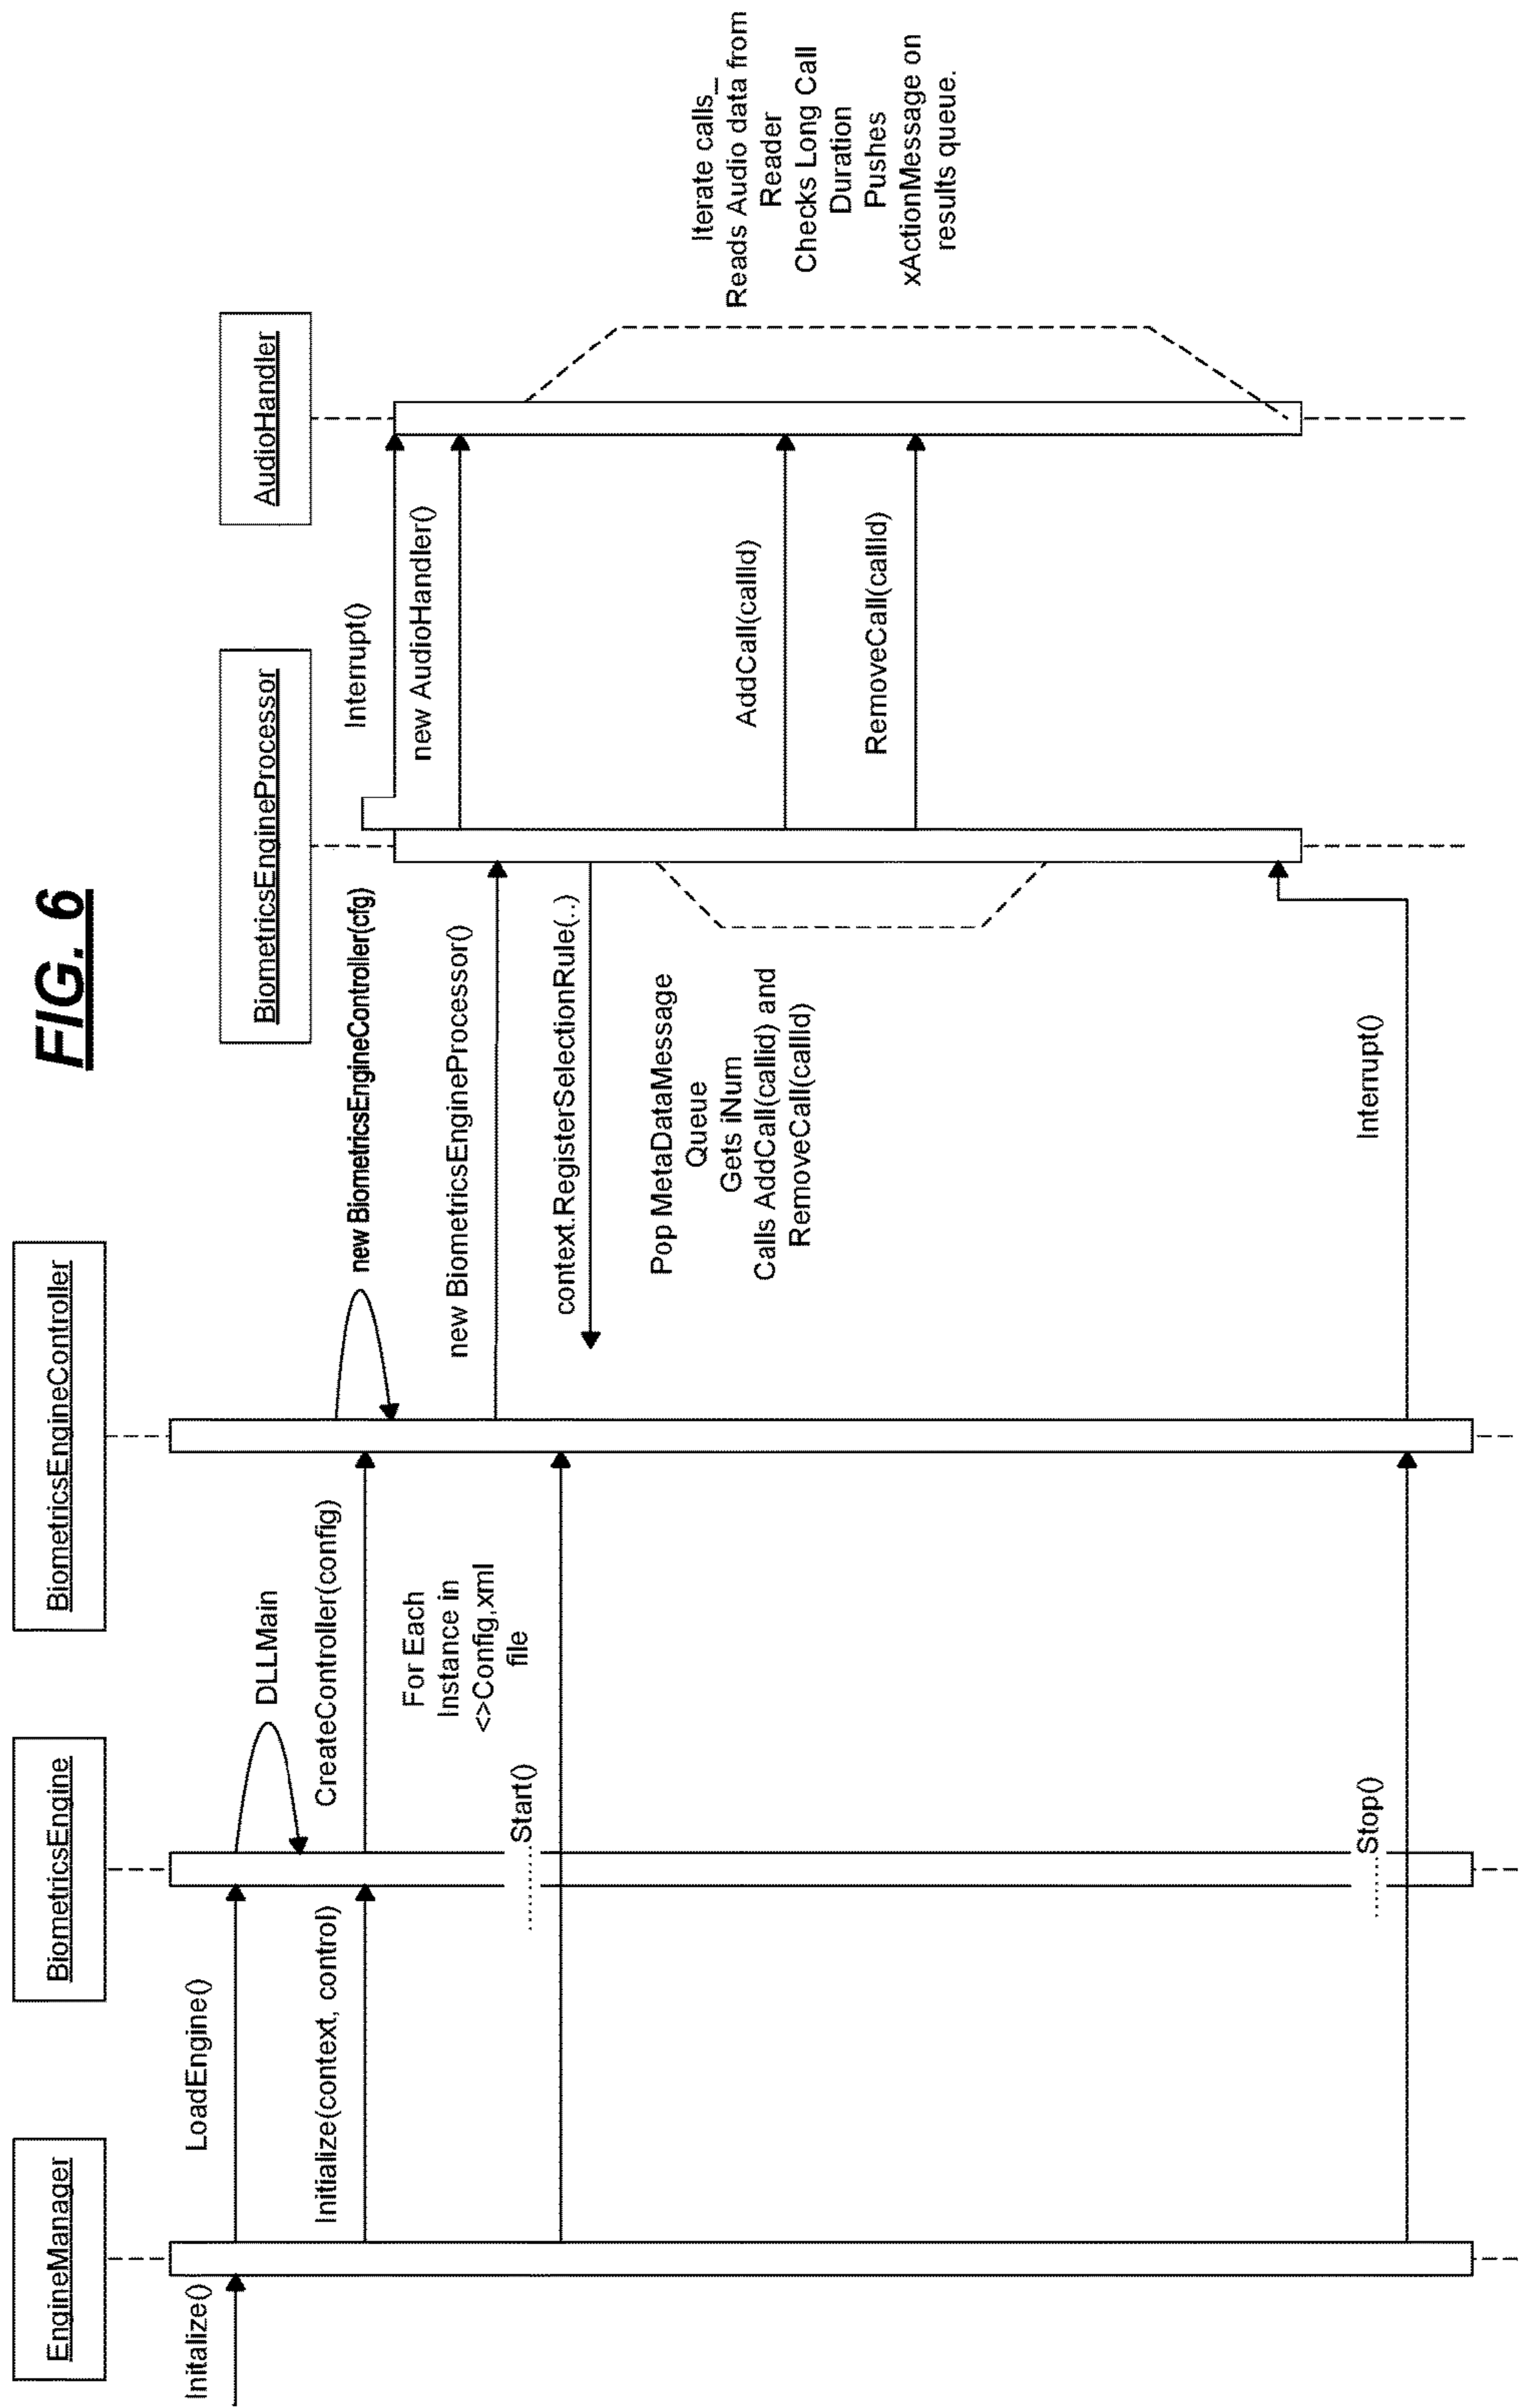 FIG. 6
EngineManager
BiometricsEngine
BiometricsEngineController
BiometricsEngineProcessor
AudioHandler
Initalize()
LoadEngine()
DLLMain
Initialize(context, control)
CreateController(config)
new BiometricsEngineController(cfg)
Interrupt()
new AudioHandler()
For Each
Instance in
<>Config.xml
file
new BiometricsEngineProcessor()
Start()
context.RegisterSelectionRule(..)
Pop MetaDataMessage
Queue
Gets iNum
Calls AddCall(callid) and
RemoveCall(callId)
AddCall(callId)
RemoveCall(callId)
Iterate calls_
Reads Audio data from
Reader
Checks Long Call
Duration
Pushes
xActionMessage on
results queue.
Stop()
Interrupt()